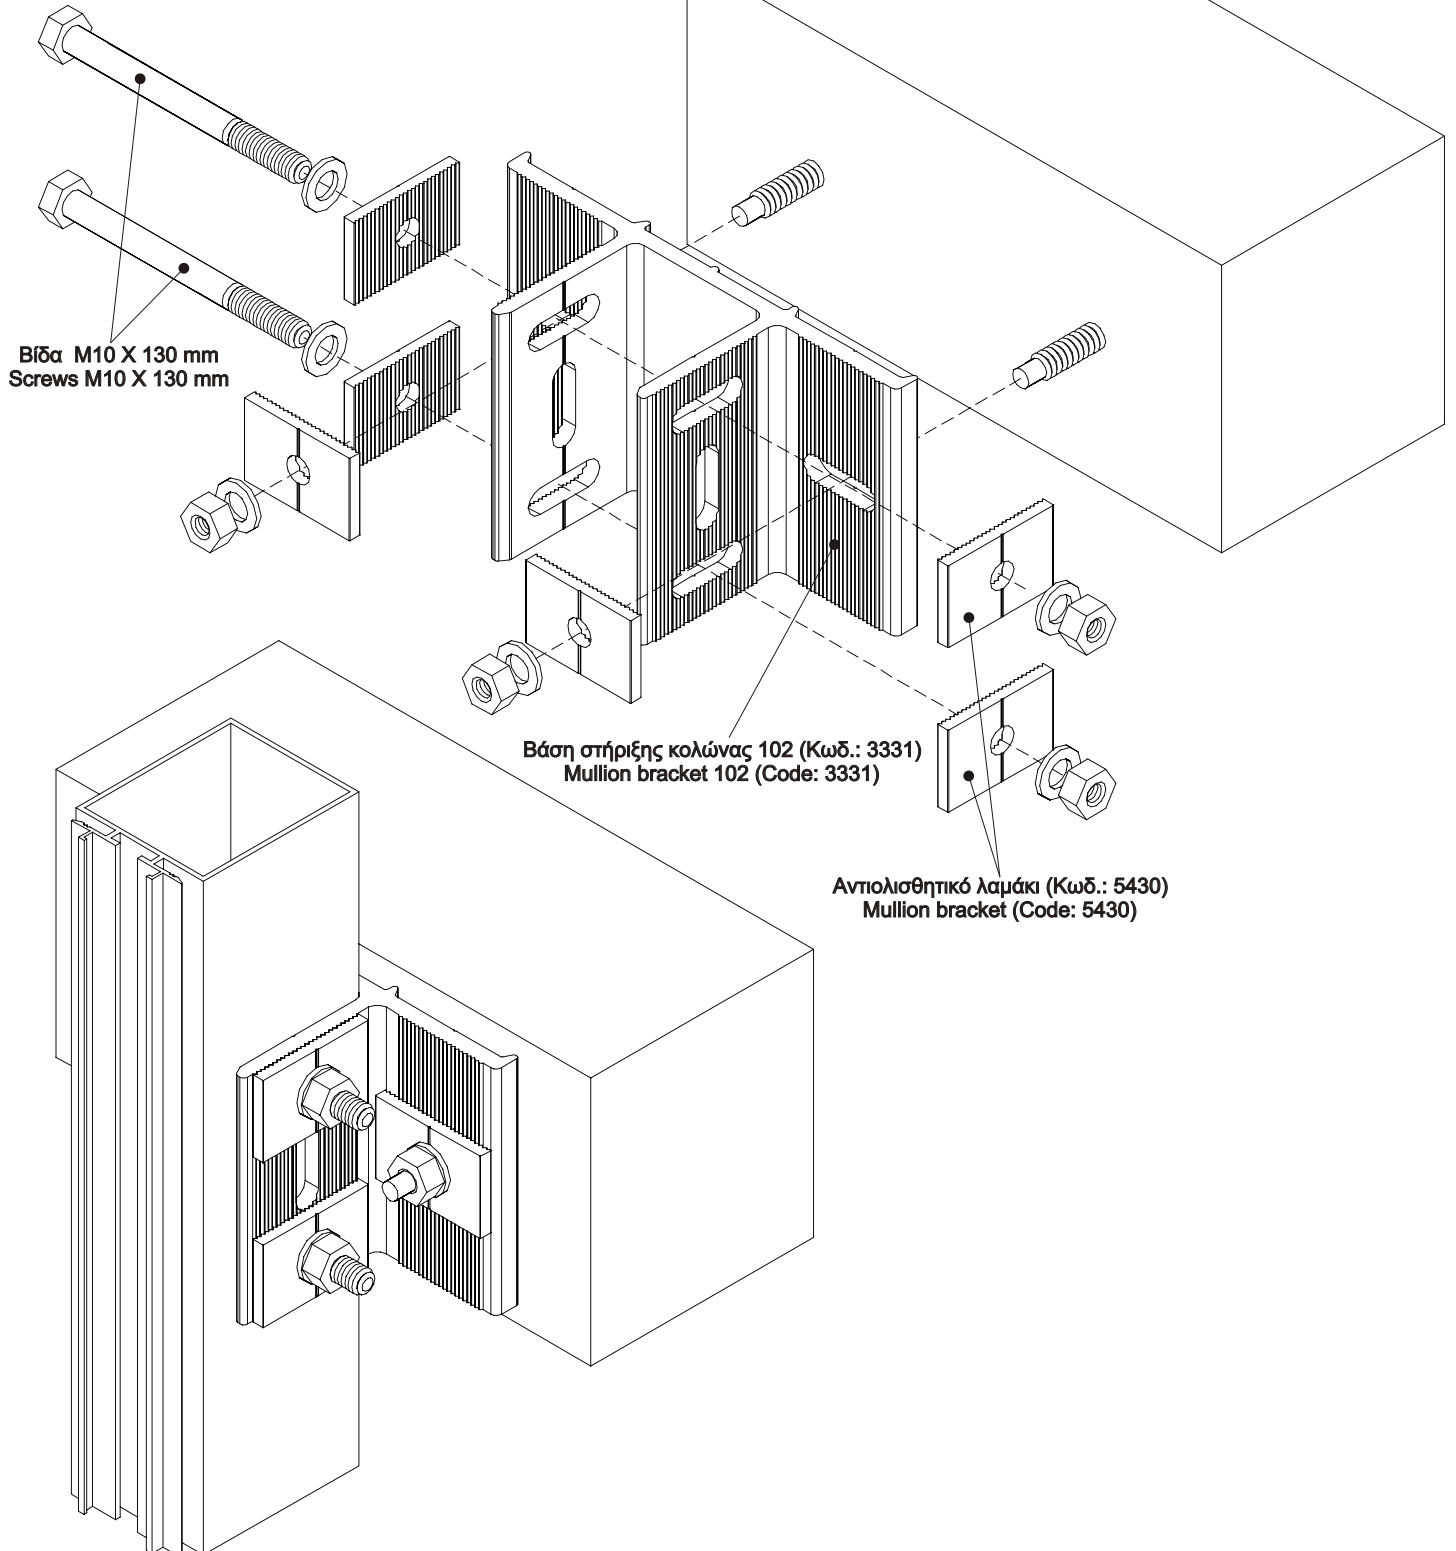 Βίδα M10 X 130 mm
Screws M10 X 130 mm
Βάση στήριξης κολώνας 102 (Κωδ.: 3331)
Mullion bracket 102 (Code: 3331)
Αντιολισθητικό λαμάκι (Κωδ.: 5430)
Mullion bracket (Code: 5430)